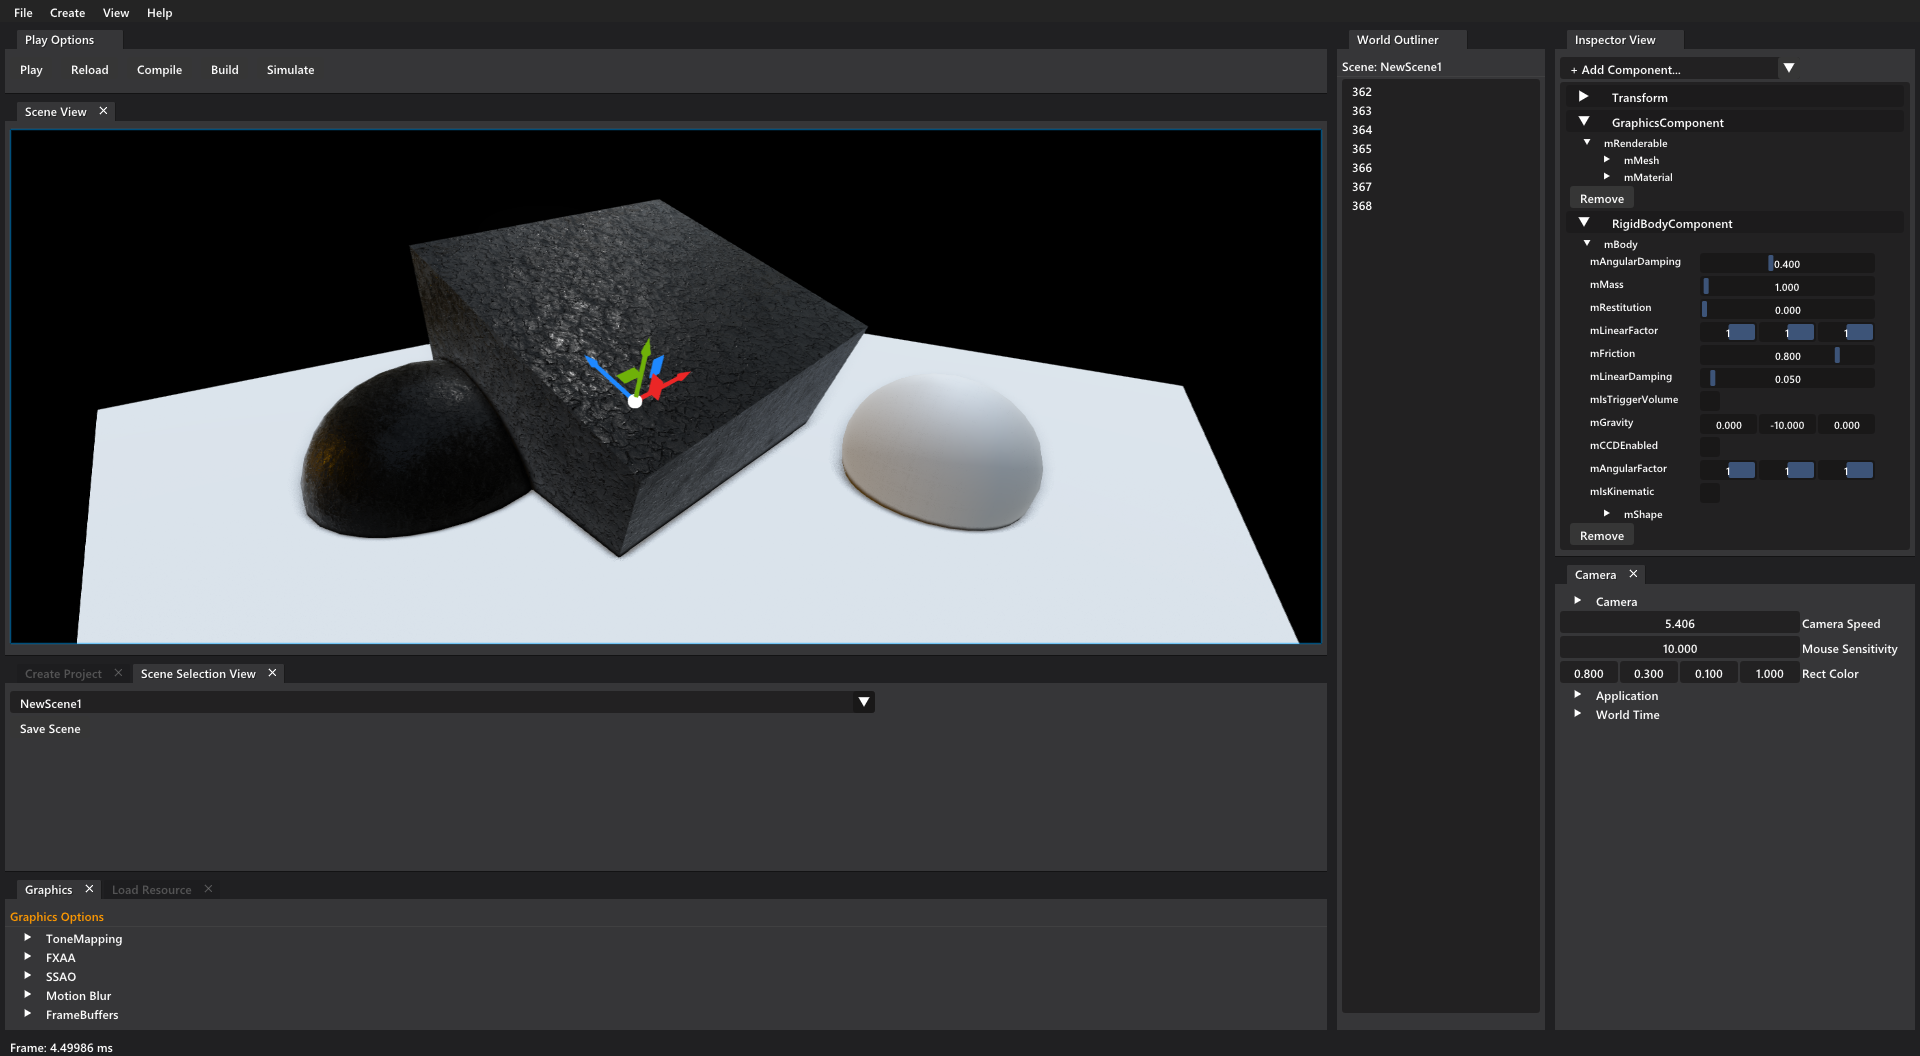 File Create View Help
Play Options
Play Reload Compile Build Simulate
Scene View
Create Project Scene Selection View
NewScene1
Save Scene
Graphics Load Resource
Graphics Options
ToneMapping
FXAA
SSAO
Motion Blur
FrameBuffers
Frame: 4.49986 ms
World Outliner
Scene: NewScene1
362
363
364
365
366
367
368
Inspector View
+ Add Component...
Transform
GraphicsComponent
mRenderable
mMesh
mMaterial
Remove
RigidBodyComponent
mBody
mAngularDamping 0.400
mMass 1.000
mRestitution 0.000
mLinearFactor 1 1 1
mFriction 0.800
mLinearDamping 0.050
mIsTriggerVolume
mGravity 0.000 -10.000 0.000
mCCDEnabled
mAngularFactor 1 1 1
mIsKinematic
mShape
Remove
Camera
Camera
5.406 Camera Speed
10.000 Mouse Sensitivity
0.800 0.300 0.100 1.000 Rect Color
Application
World Time